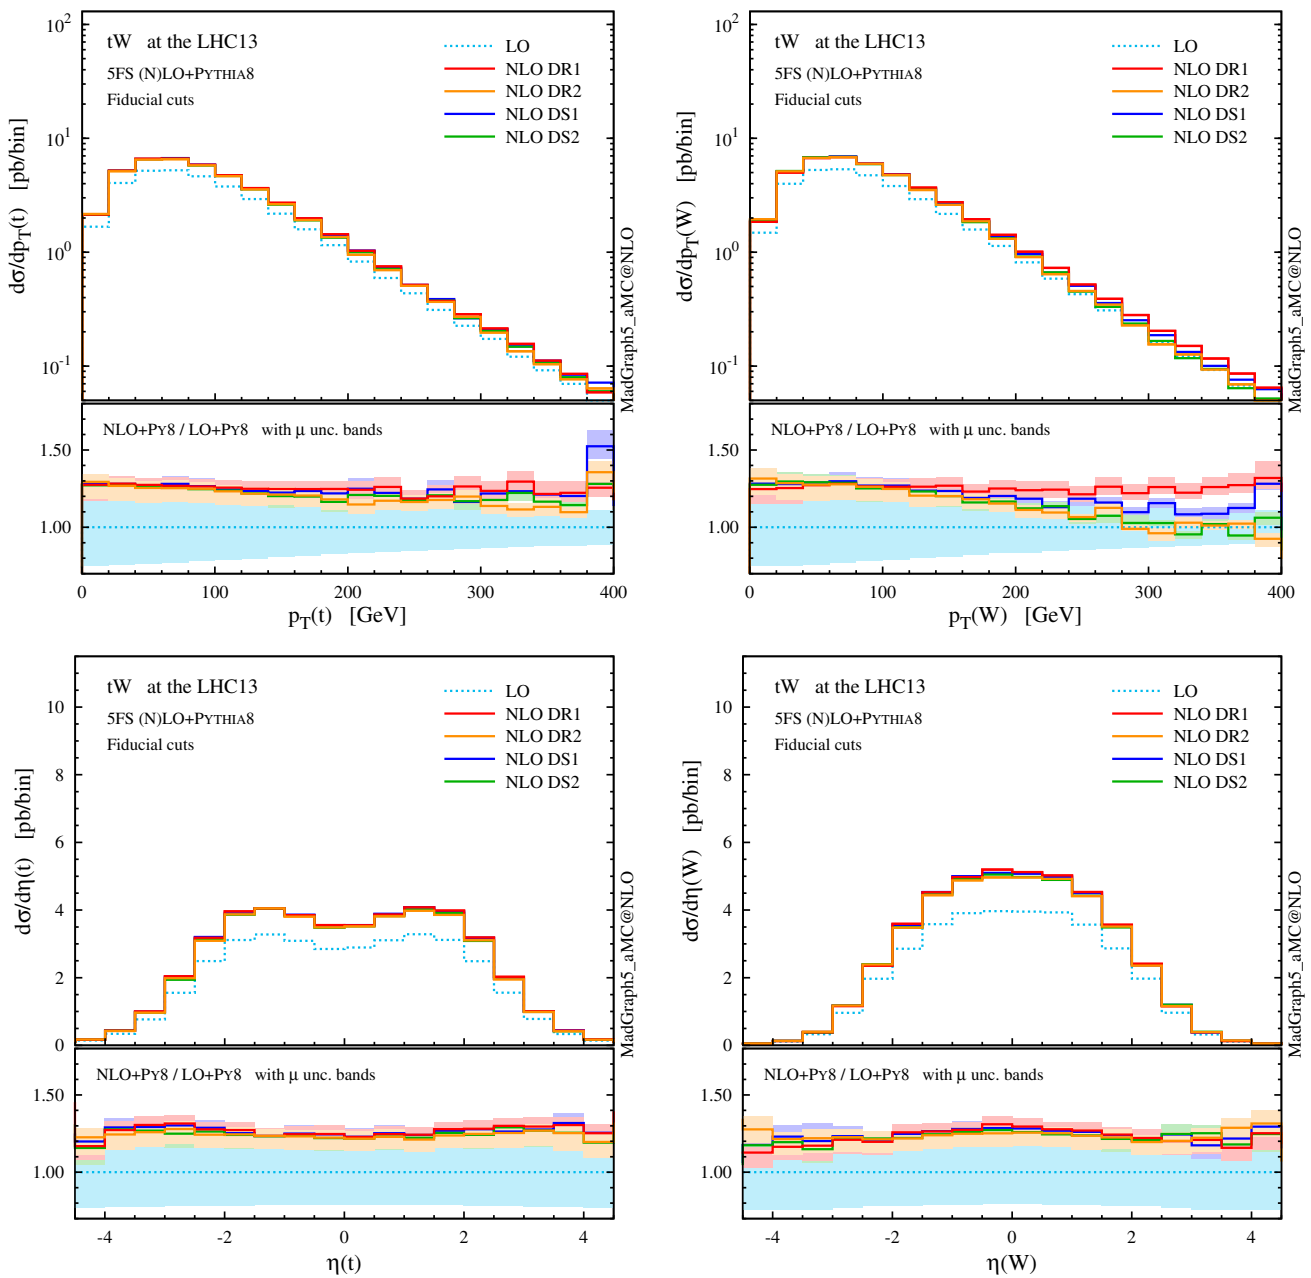 tW at the LHC13
5FS (N)LO+PYTHIA8
Fiducial cuts
LO
NLO DR1
NLO DR2
NLO DS1
NLO DS2
10²
10¹
10⁰
10⁻¹
dσ/dp_T(t) [pb/bin]
MadGraph5_aMC@NLO
NLO+PY8 / LO+PY8 with μ unc. bands
1.50
1.00
0 100 200 300 400
p_T(t) [GeV]
tW at the LHC13
5FS (N)LO+PYTHIA8
Fiducial cuts
LO
NLO DR1
NLO DR2
NLO DS1
NLO DS2
10²
10¹
10⁰
10⁻¹
dσ/dp_T(W) [pb/bin]
MadGraph5_aMC@NLO
NLO+PY8 / LO+PY8 with μ unc. bands
1.50
1.00
0 100 200 300 400
p_T(W) [GeV]
tW at the LHC13
5FS (N)LO+PYTHIA8
Fiducial cuts
LO
NLO DR1
NLO DR2
NLO DS1
NLO DS2
10
8
6
4
2
0
dσ/dη(t) [pb/bin]
MadGraph5_aMC@NLO
NLO+PY8 / LO+PY8 with μ unc. bands
1.50
1.00
-4 -2 0 2 4
η(t)
tW at the LHC13
5FS (N)LO+PYTHIA8
Fiducial cuts
LO
NLO DR1
NLO DR2
NLO DS1
NLO DS2
10
8
6
4
2
0
dσ/dη(W) [pb/bin]
MadGraph5_aMC@NLO
NLO+PY8 / LO+PY8 with μ unc. bands
1.50
1.00
-4 -2 0 2 4
η(W)